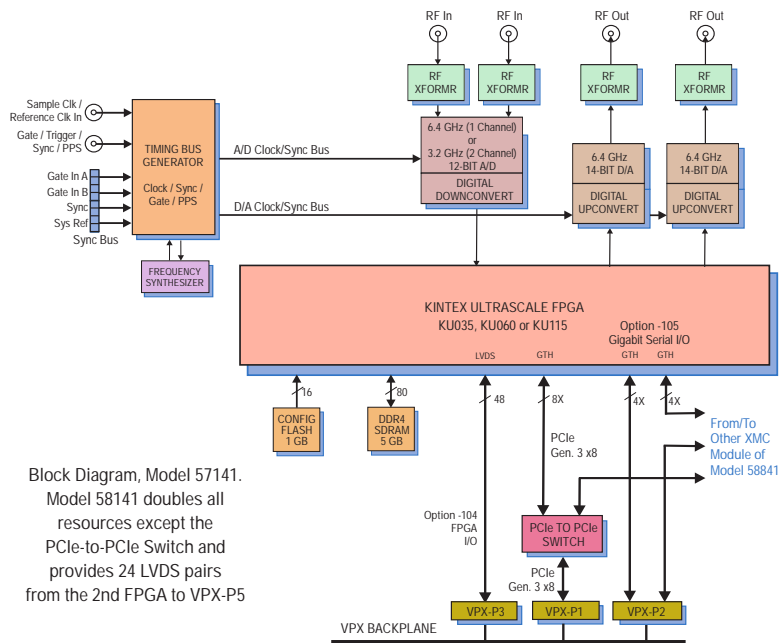 RF In
RF In
RF Out
RF Out
RF
XFORMR
RF
XFORMR
RF
XFORMR
RF
XFORMR
Sample Clk /
Reference Clk In
Gate / Trigger /
Sync / PPS
Gate In A
Gate In B
Sync
Sys Ref
Sync Bus
TIMING BUS
GENERATOR
Clock / Sync /
Gate / PPS
A/D Clock/Sync Bus
D/A Clock/Sync Bus
6.4 GHz (1 Channel)
or
3.2 GHz (2 Channel)
12-BIT A/D
DIGITAL
DOWNCONVERT
6.4 GHz
14-BIT D/A
DIGITAL
UPCONVERT
6.4 GHz
14-BIT D/A
DIGITAL
UPCONVERT
FREQUENCY
SYNTHESIZER
KINTEX ULTRASCALE FPGA
KU035, KU060 or KU115
Option -105
Gigabit Serial I/O
LVDS
GTH
GTH
GTH
16
80
48
8X
4X
4X
CONFIG
FLASH
1 GB
DDR4
SDRAM
5 GB
PCIe
Gen. 3 x8
From/To
Other XMC
Module of
Model 58841
Block Diagram, Model 57141.
Model 58141 doubles all
resources except the
PCIe-to-PCIe Switch and
provides 24 LVDS pairs
from the 2nd FPGA to VPX-P5
Option -104
FPGA
I/O
PCIe TO PCIe
SWITCH
PCIe
Gen. 3 x8
VPX-P3
VPX-P1
VPX-P2
VPX BACKPLANE